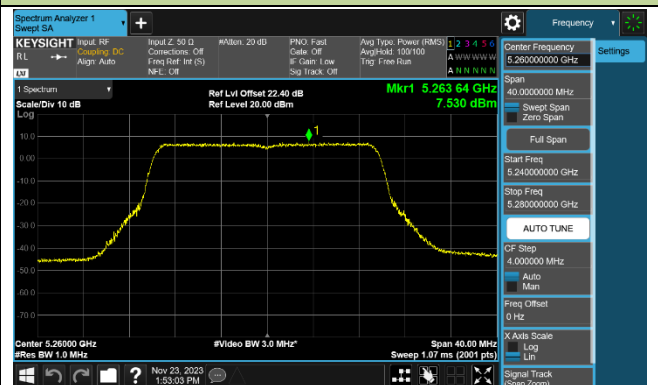 Spectrum Analyzer 1
Swept SA
+
Frequency
KEYSIGHT
RL
LXI
Input: RF
Coupling: DC
Align: Auto
Input Z: 50 Ω
Corrections: Off
Freq Ref: Int (S)
NFE: Off
#Atten: 20 dB
PNO: Fast
Gate: Off
IF Gain: Low
Sig Track: Off
Avg Type: Power (RMS)
Avg|Hold: 100/100
Trig: Free Run
1 2 3 4 5 6
A W W W W W
A N N N N N
1 Spectrum
Scale/Div 10 dB
Log
Ref Lvl Offset 22.40 dB
Ref Level 20.00 dBm
Mkr1 5.263 64 GHz
7.530 dBm
1
10.0
0.00
-10.0
-20.0
-30.0
-40.0
-50.0
-60.0
-70.0
Center 5.26000 GHz
#Res BW 1.0 MHz
#Video BW 3.0 MHz*
Span 40.00 MHz
Sweep 1.07 ms (2001 pts)
Nov 23, 2023
1:53:03 PM
?
Center Frequency
5.260000000 GHz
Settings
Span
40.0000000 MHz
Swept Span
Zero Span
Full Span
Start Freq
5.240000000 GHz
Stop Freq
5.280000000 GHz
AUTO TUNE
CF Step
4.000000 MHz
Auto
Man
Freq Offset
0 Hz
X Axis Scale
Log
Lin
Signal Track
(Span Zoom)